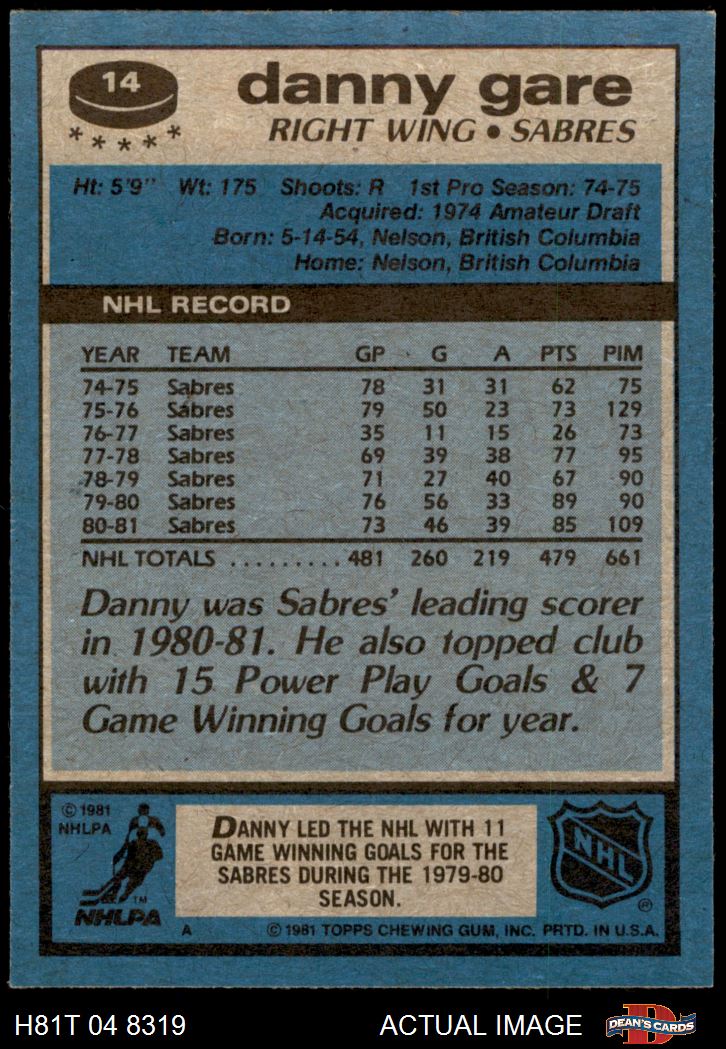 14
danny gare
RIGHT WING • SABRES
Ht: 5'9" Wt: 175 Shoots: R 1st Pro Season: 74-75
Acquired: 1974 Amateur Draft
Born: 5-14-54, Nelson, British Columbia
Home: Nelson, British Columbia
NHL RECORD
YEAR TEAM GP G A PTS PIM
74-75 Sabres 78 31 31 62 75
75-76 Sabres 79 50 23 73 129
76-77 Sabres 35 11 15 26 73
77-78 Sabres 69 39 38 77 95
78-79 Sabres 71 27 40 67 90
79-80 Sabres 76 56 33 89 90
80-81 Sabres 73 46 39 85 109
NHL TOTALS ......... 481 260 219 479 661
Danny was Sabres' leading scorer
in 1980-81. He also topped club
with 15 Power Play Goals & 7
Game Winning Goals for year.
© 1981
NHLPA
TM
NHLPA
DANNY LED THE NHL WITH 11
GAME WINNING GOALS FOR THE
SABRES DURING THE 1979-80
SEASON.
NHL
®
A © 1981 TOPPS CHEWING GUM, INC. PRTD. IN U.S.A.
H81T 04 8319 ACTUAL IMAGE DEAN'S CARDS